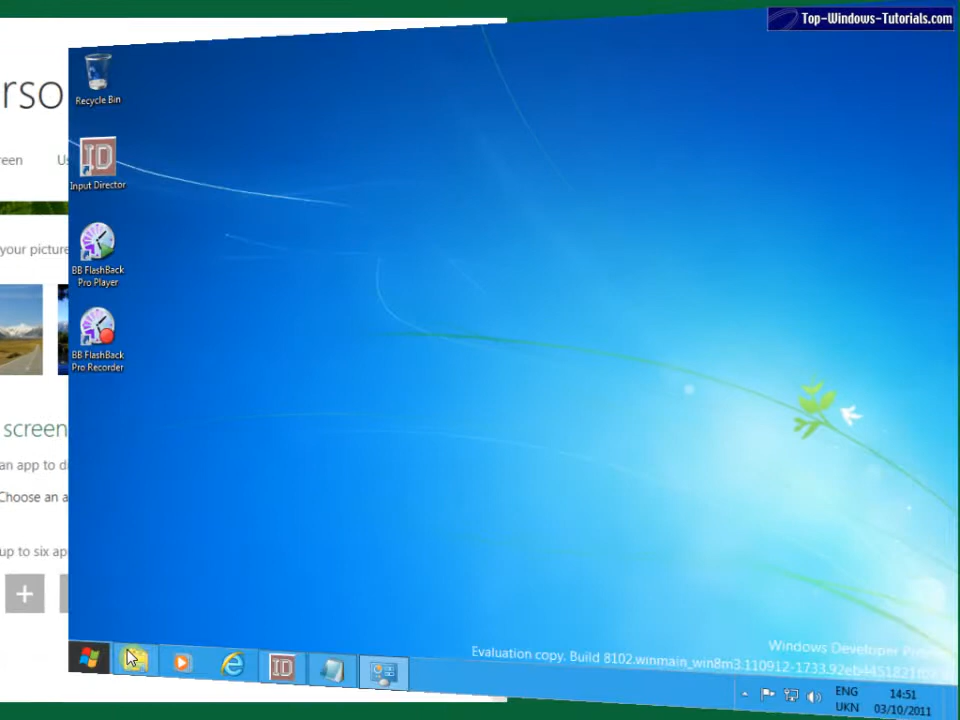 Top-Windows-Tutorials.com
rso
reen
Us
your picture
screen
an app to d
Choose an a
up to six ap
Recycle Bin
Input Director
BB FlashBack
Pro Player
BB FlashBack
Pro Recorder
Windows Developer
Evaluation copy. Build 8102.winmain_win8m3.110912-1733.92eb4451821f
ENG
UKN
14:51
03/10/2011